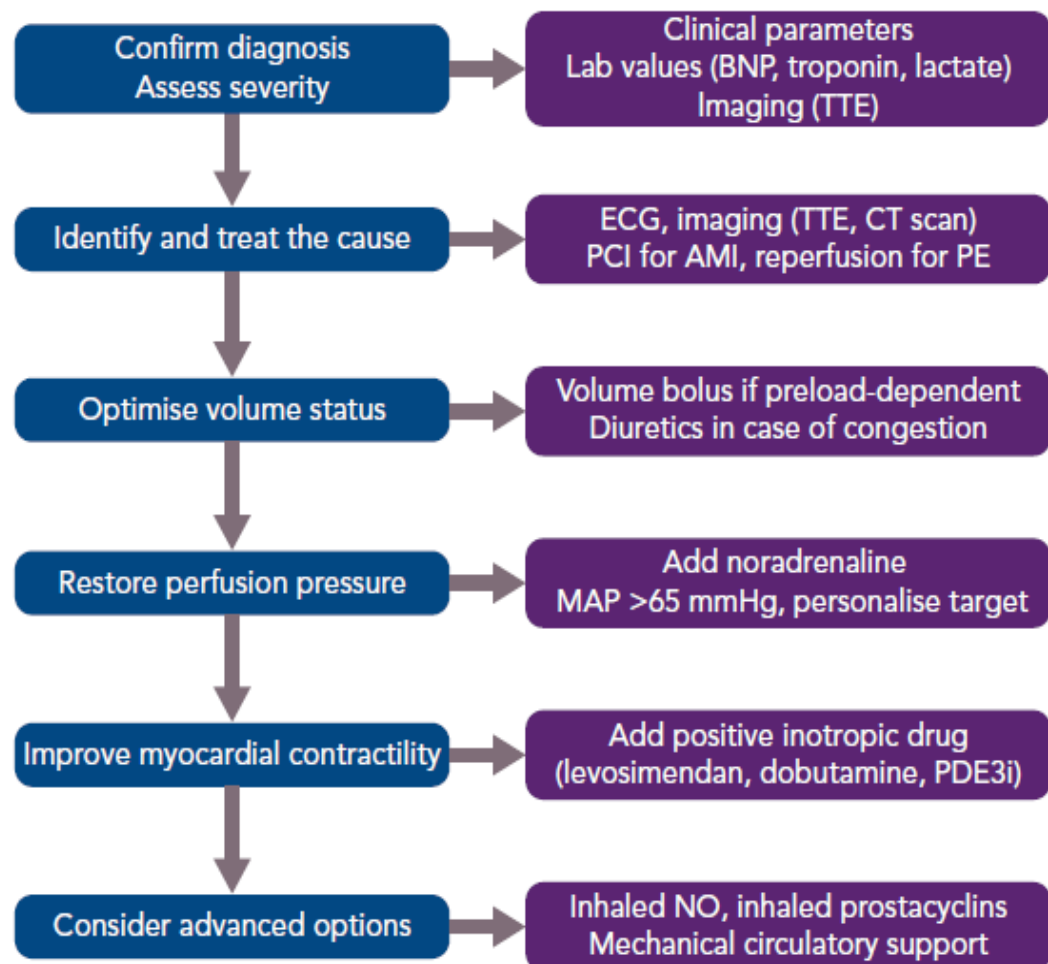 Confirm diagnosis
Assess severity
Clinical parameters
Lab values (BNP, troponin, lactate)
Imaging (TTE)
Identify and treat the cause
ECG, imaging (TTE, CT scan)
PCI for AMI, reperfusion for PE
Optimise volume status
Volume bolus if preload-dependent
Diuretics in case of congestion
Restore perfusion pressure
Add noradrenaline
MAP >65 mmHg, personalise target
Improve myocardial contractility
Add positive inotropic drug
(levosimendan, dobutamine, PDE3i)
Consider advanced options
Inhaled NO, inhaled prostacyclins
Mechanical circulatory support